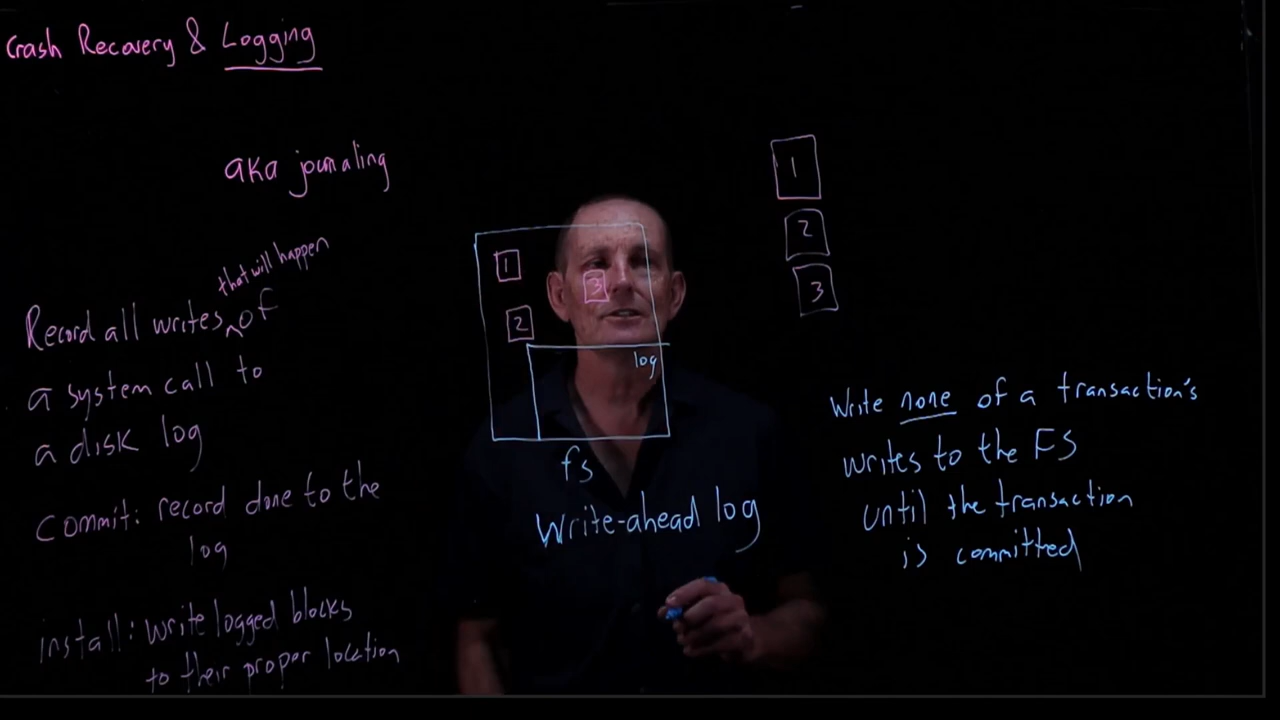 Crash Recovery & Logging
aka journaling
that will happen
Record all writes ^ of
a system call to
a disk log
Commit: record done to the
log
install: write logged blocks
to their proper location
1
3
2
log
fs
Write-ahead log
1
2
3
Write none of a transaction's
writes to the FS
until the transaction
is committed